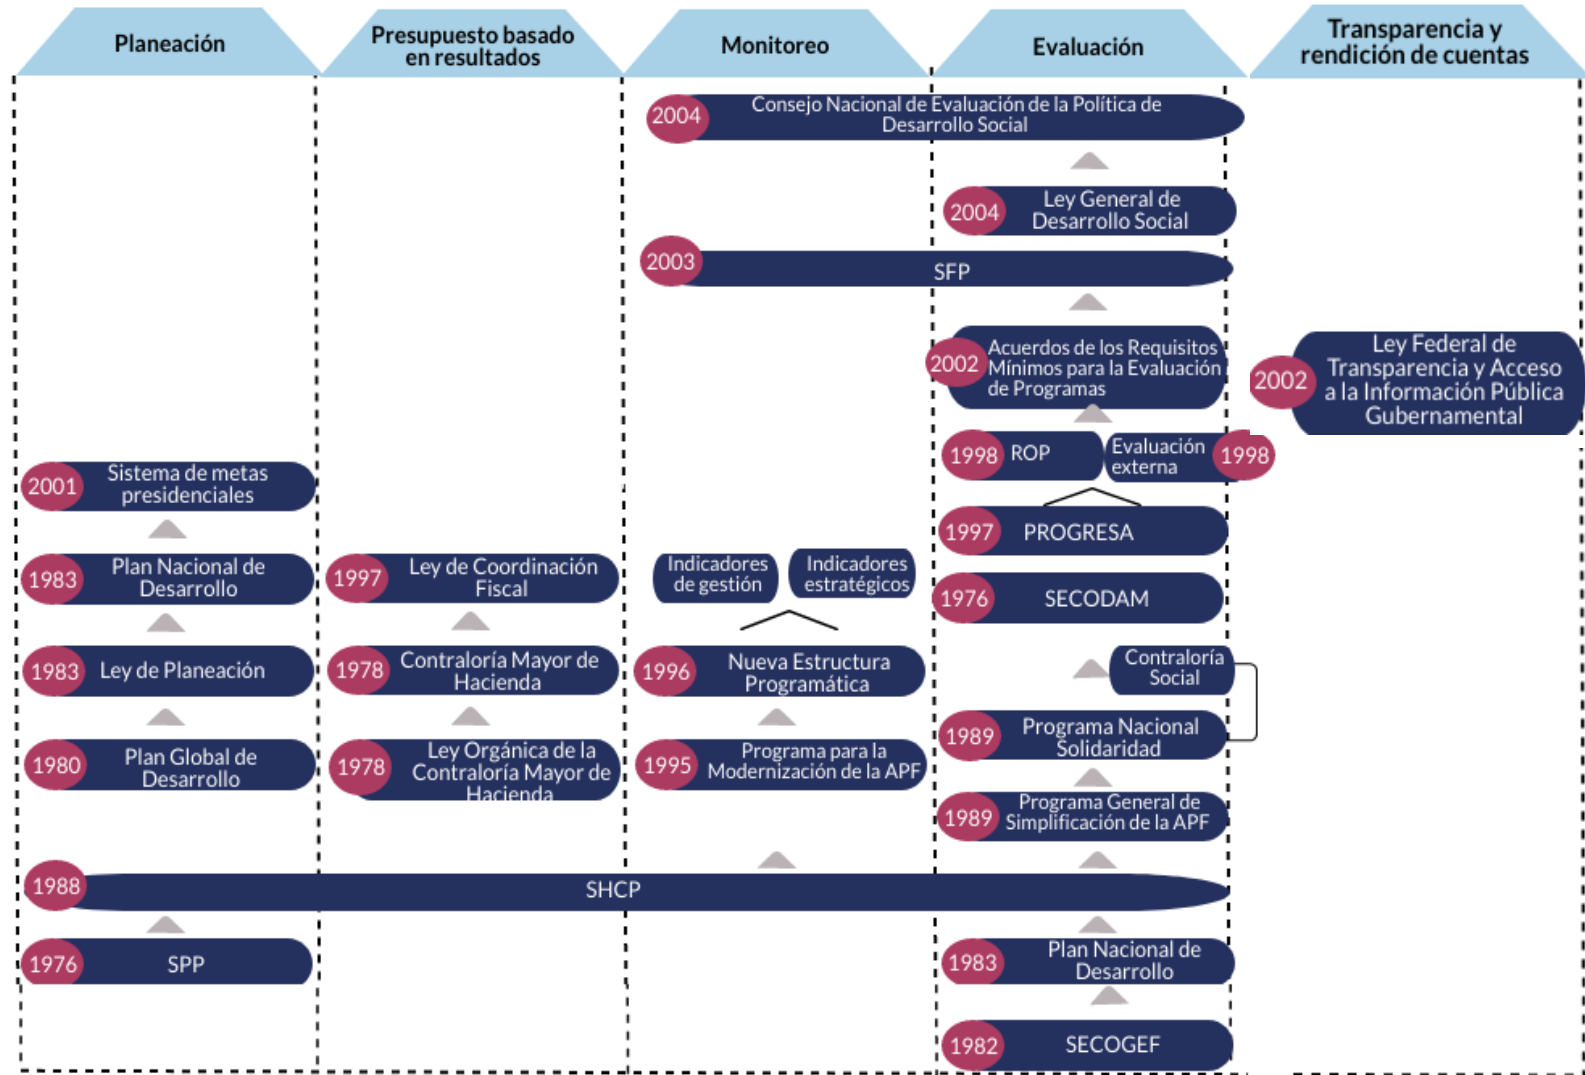 Planeación
Presupuesto basado
en resultados
Monitoreo
Evaluación
Transparencia y
rendición de cuentas
2004
Consejo Nacional de Evaluación de la Política de
Desarrollo Social
2004
Ley General de
Desarrollo Social
2003
SFP
2002
Acuerdos de los Requisitos
Mínimos para la Evaluación
de Programas
2002
Ley Federal de
Transparencia y Acceso
a la Información Pública
Gubernamental
1998
ROP
Evaluación
externa
1998
2001
Sistema de metas
presidenciales
1997
PROGRESA
1983
Plan Nacional de
Desarrollo
1997
Ley de Coordinación
Fiscal
Indicadores
de gestión
Indicadores
estratégicos
1976
SECODAM
1983
Ley de Planeación
1978
Contraloría Mayor de
Hacienda
1996
Nueva Estructura
Programática
Contraloría
Social
1989
Programa Nacional
Solidaridad
1980
Plan Global de
Desarrollo
1978
Ley Orgánica de la
Contraloría Mayor de
Hacienda
1995
Programa para la
Modernización de la APF
1989
Programa General de
Simplificación de la APF
1988
SHCP
1976
SPP
1983
Plan Nacional de
Desarrollo
1982
SECOGEF